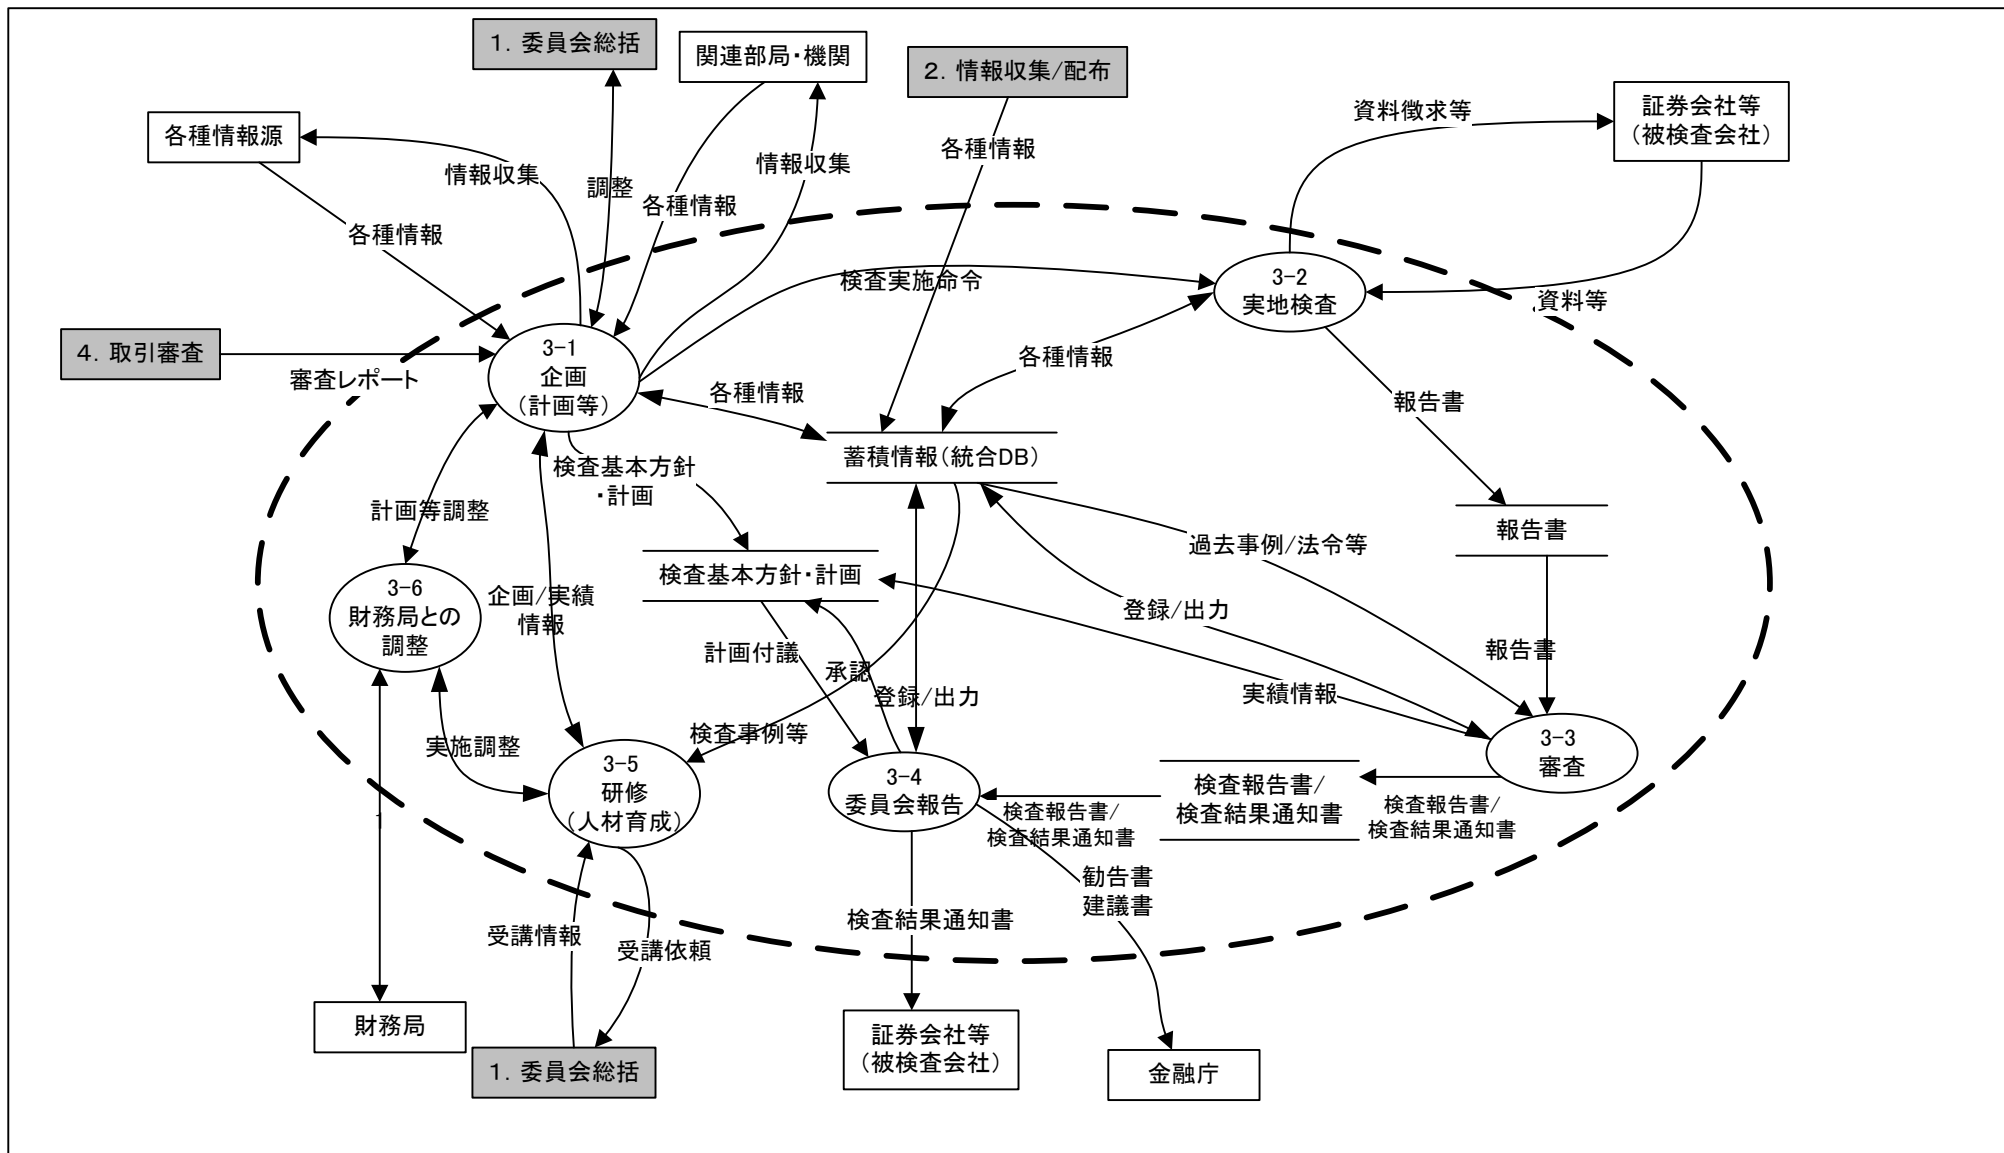 1．委員会総括
関連部局・機関
2．情報収集/配布
証券会社等
（被検査会社）
資料徴求等
各種情報源
情報収集
調整
各種情報
情報収集
各種情報
各種情報
検査実施命令
3-2
実地検査
資料等
4．取引審査
審査レポート
3-1
企画
（計画等）
各種情報
各種情報
報告書
検査基本方針
・計画
蓄積情報（統合DB）
計画等調整
報告書
過去事例/法令等
検査基本方針・計画
3-6
財務局との
調整
企画/実績
情報
登録/出力
報告書
計画付議
承認
登録/出力
実績情報
検査事例等
実施調整
3-5
研修
（人材育成）
3-4
委員会報告
検査報告書/
検査結果通知書
検査報告書/
検査結果通知書
検査報告書/
検査結果通知書
3-3
審査
勧告書
建議書
検査結果通知書
受講情報
受講依頼
財務局
1．委員会総括
証券会社等
（被検査会社）
金融庁